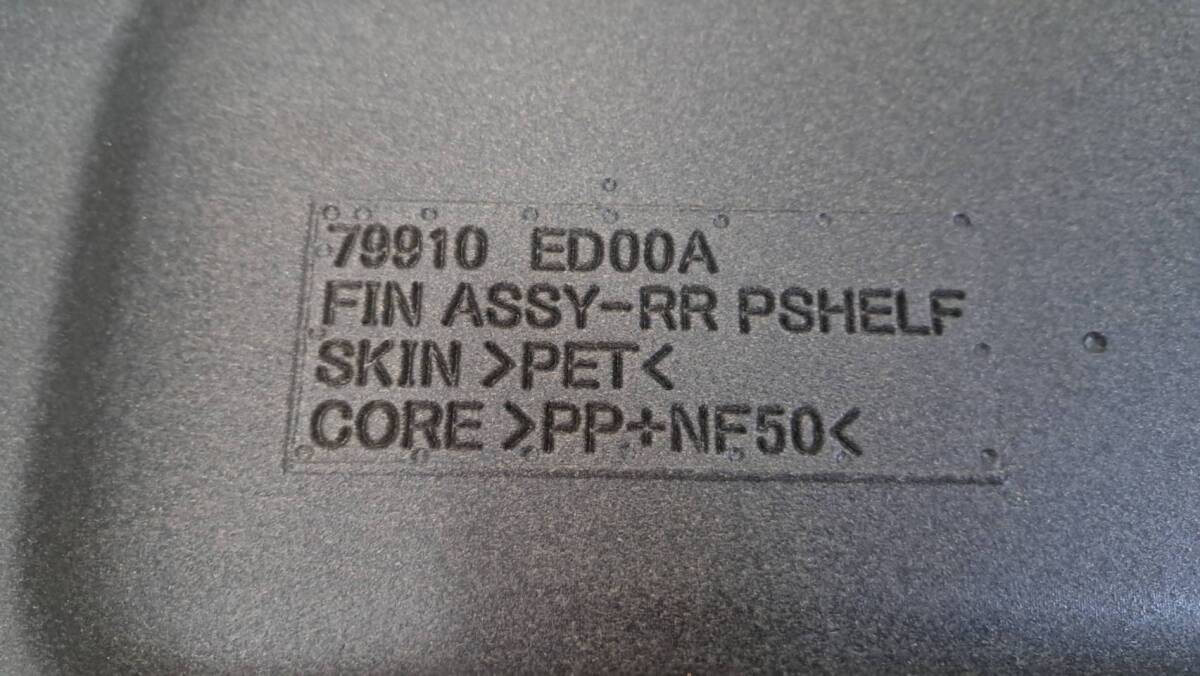 79910 ED00A
FIN ASSY-RR PSHELF
SKIN >PET<
CORE >PP+NF50<